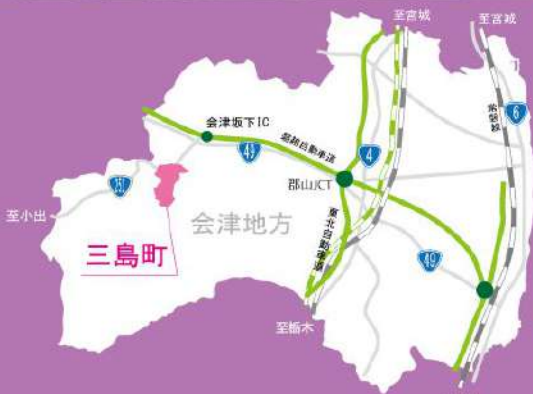 至宮城
至宮城
常磐線
6
会津坂下IC
磐越自動車道
49
4
郡山JCT
251
至小出
会津地方
三島町
東北自動車道
49
至栃木